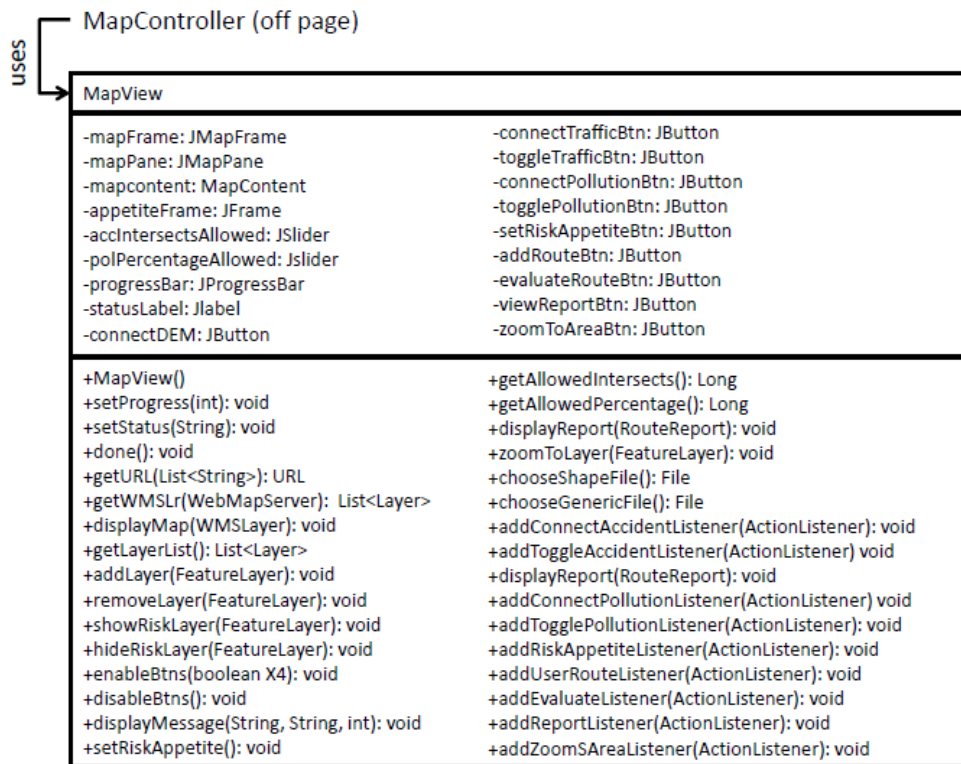 MapController (off page)
uses
MapView
-mapFrame: JMapFrame
-mapPane: JMapPane
-mapcontent: MapContent
-appetiteFrame: JFrame
-accIntersectsAllowed: JSlider
-polPercentageAllowed: Jslider
-progressBar: JProgressBar
-statusLabel: Jlabel
-connectDEM: JButton
-connectTrafficBtn: JButton
-toggleTrafficBtn: JButton
-connectPollutionBtn: JButton
-togglePollutionBtn: JButton
-setRiskAppetiteBtn: JButton
-addRouteBtn: JButton
-evaluateRouteBtn: JButton
-viewReportBtn: JButton
-zoomToAreaBtn: JButton
+MapView()
+setProgress(int): void
+setStatus(String): void
+done(): void
+getURL(List<String>): URL
+getWMSLr(WebMapServer): List<Layer>
+displayMap(WMSLayer): void
+getLayerList(): List<Layer>
+addLayer(FeatureLayer): void
+removeLayer(FeatureLayer): void
+showRiskLayer(FeatureLayer): void
+hideRiskLayer(FeatureLayer): void
+enableBtns(boolean X4): void
+disableBtns(): void
+displayMessage(String, String, int): void
+setRiskAppetite(): void
+getAllowedIntersects(): Long
+getAllowedPercentage(): Long
+displayReport(RouteReport): void
+zoomToLayer(FeatureLayer): void
+chooseShapeFile(): File
+chooseGenericFile(): File
+addConnectAccidentListener(ActionListener): void
+addToggleAccidentListener(ActionListener) void
+displayReport(RouteReport): void
+addConnectPollutionListener(ActionListener) void
+addTogglePollutionListener(ActionListener): void
+addRiskAppetiteListener(ActionListener): void
+addUserRouteListener(ActionListener): void
+addEvaluateListener(ActionListener): void
+addReportListener(ActionListener): void
+addZoomSAreaListener(ActionListener): void